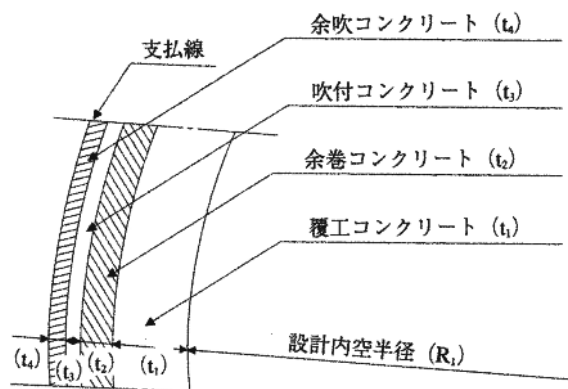 余吹コンクリート (t₄)
支払線
吹付コンクリート (t₃)
余巻コンクリート (t₂)
覆工コンクリート (t₁)
設計内空半径 (R₁)
(t₄)
(t₃)
(t₂)
(t₁)